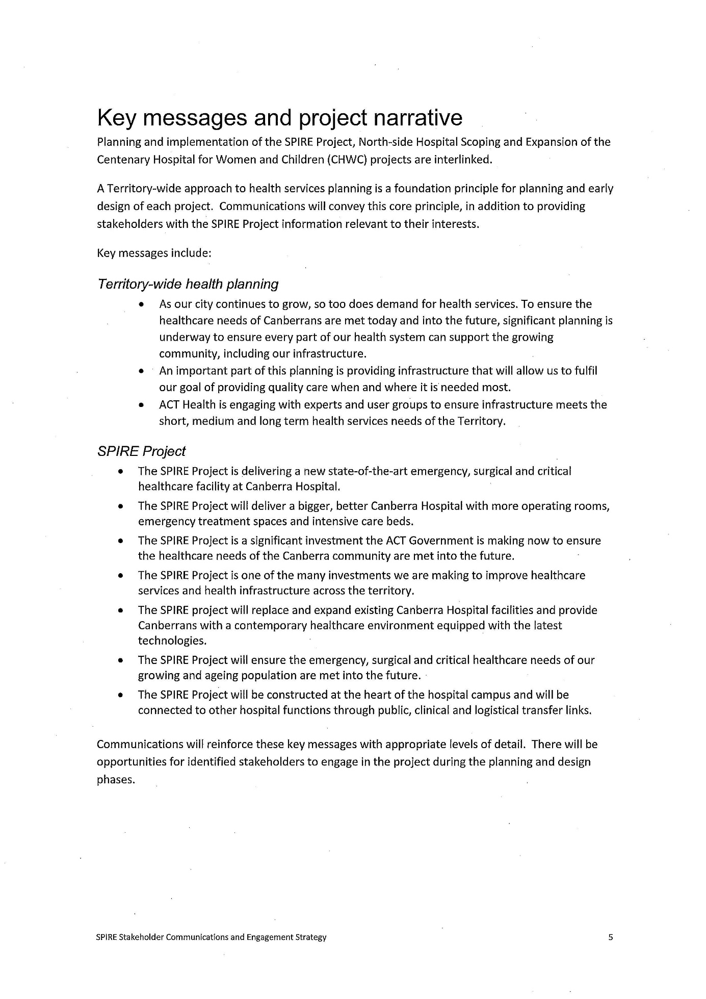 Key messages and project narrative
Planning and implementation of the SPIRE Project, North-side Hospital Scoping and Expansion of the
Centenary Hospital for Women and Children (CHWC) projects are interlinked.
A Territory-wide approach to health services planning is a foundation principle for planning and early
design of each project. Communications will convey this core principle, in addition to providing
stakeholders with the SPIRE Project information relevant to their interests.
Key messages include:
Territory-wide health planning
• As our city continues to grow, so too does demand for health services. To ensure the
healthcare needs of Canberrans are met today and into the future, significant planning is
underway to ensure every part of our health system can support the growing
community, including our infrastructure.
• An important part of this planning is providing infrastructure that will allow us to fulfil
our goal of providing quality care when and where it is needed most.
• ACT Health is engaging with experts and user groups to ensure infrastructure meets the
short, medium and long term health services needs of the Territory.
SPIRE Project
• The SPIRE Project is delivering a new state-of-the-art emergency, surgical and critical
healthcare facility at Canberra Hospital.
• The SPIRE Project will deliver a bigger, better Canberra Hospital with more operating rooms,
emergency treatment spaces and intensive care beds.
• The SPIRE Project is a significant investment the ACT Government is making now to ensure
the healthcare needs of the Canberra community are met into the future.
• The SPIRE Project is one of the many investments we are making to improve healthcare
services and health infrastructure across the territory.
• The SPIRE project will replace and expand existing Canberra Hospital facilities and provide
Canberrans with a contemporary healthcare environment equipped with the latest
technologies.
• The SPIRE Project will ensure the emergency, surgical and critical healthcare needs of our
growing and ageing population are met into the future.
• The SPIRE Project will be constructed at the heart of the hospital campus and will be
connected to other hospital functions through public, clinical and logistical transfer links.
Communications will reinforce these key messages with appropriate levels of detail. There will be
opportunities for identified stakeholders to engage in the project during the planning and design
phases.
SPIRE Stakeholder Communications and Engagement Strategy 5